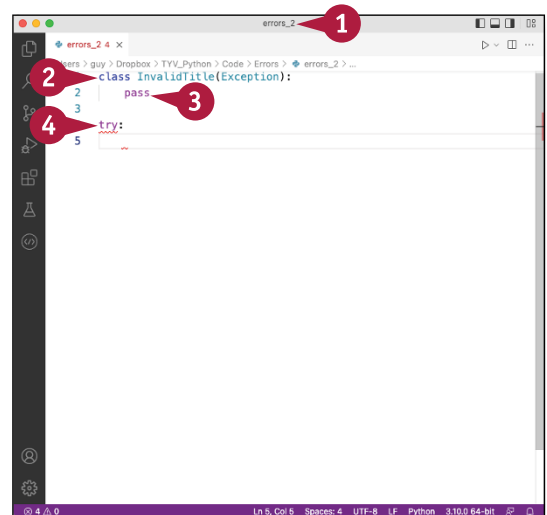 errors_2 1
errors_2 4 ×
sers > guy > Dropbox > TYV_Python > Code > Errors > errors_2 > ...
2 class InvalidTitle(Exception):
2 pass 3
3
4 try:
5
4 0 Ln 5, Col 5 Spaces: 4 UTF-8 LF Python 3.10.0 64-bit